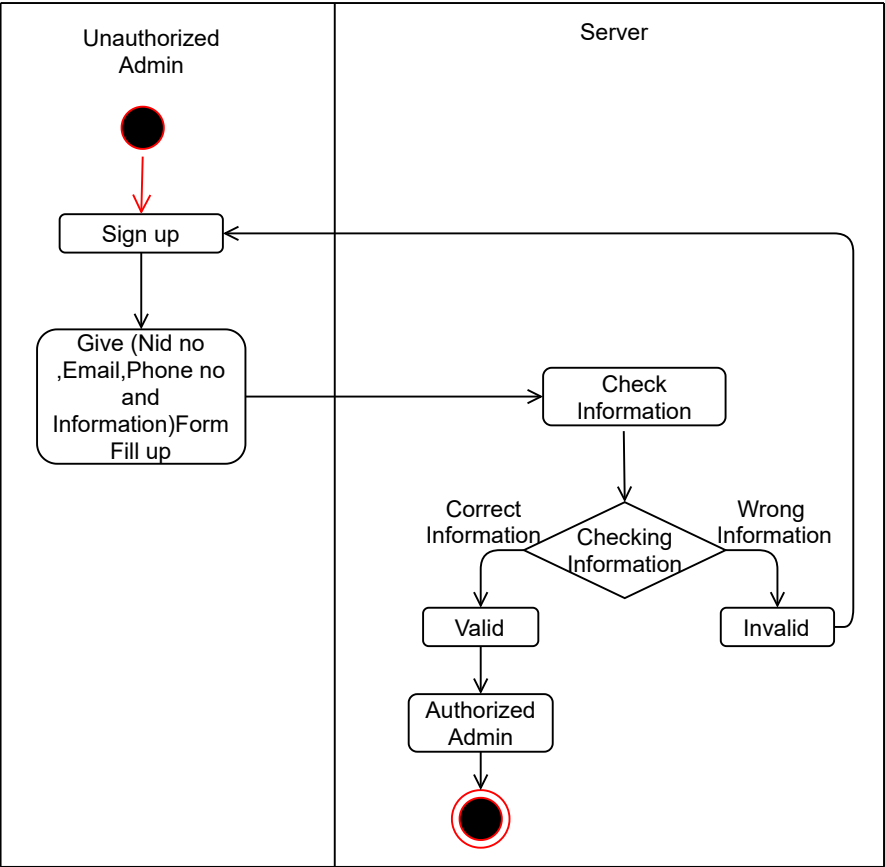 Unauthorized
Admin
Server
Sign up
Give (Nid no
,Email,Phone no
and
Information)Form
Fill up
Check
Information
Correct
Information
Wrong
Information
Checking
Information
Valid
Invalid
Authorized
Admin